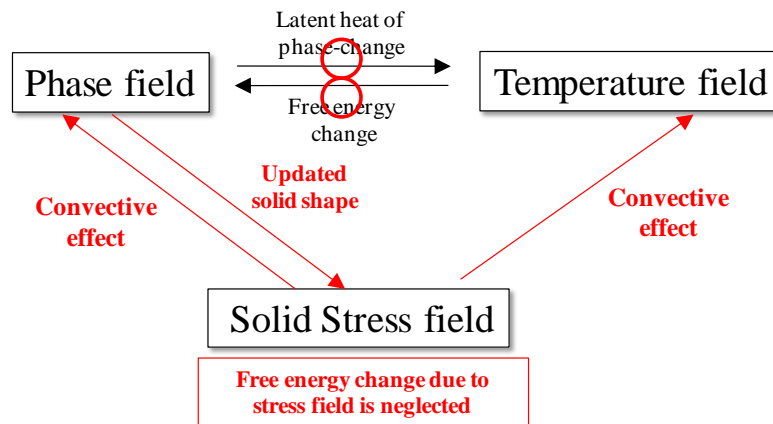 Latent heat of
phase-change
Phase field
Temperature field
Free energy
change
Updated
solid shape
Convective
effect
Convective
effect
Solid Stress field
Free energy change due to
stress field is neglected